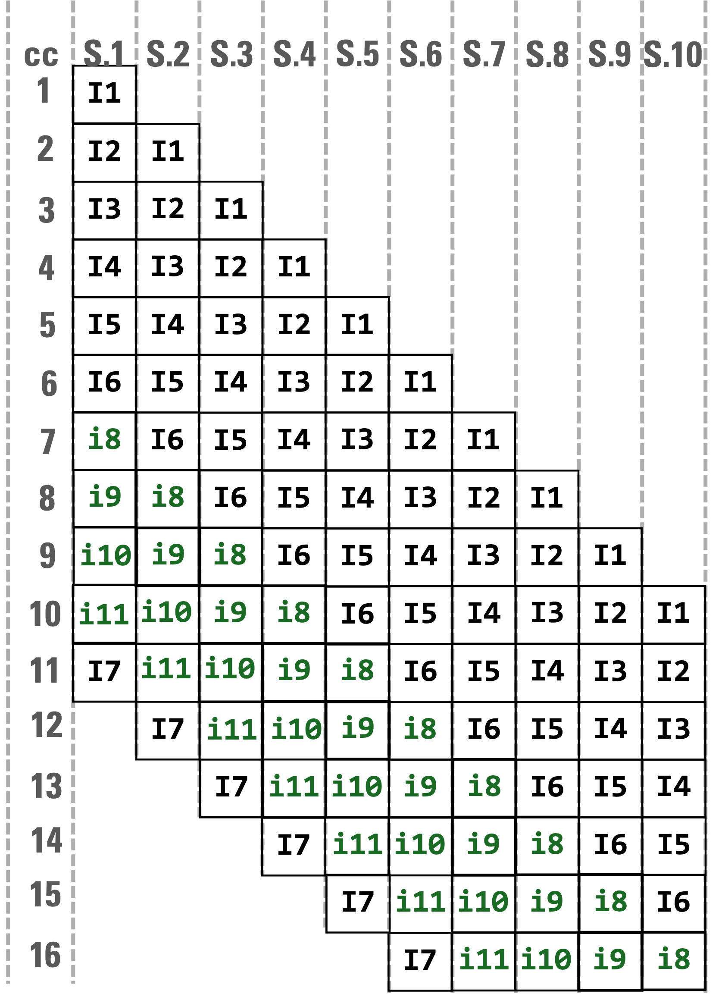 cc S.1 S.2 S.3 S.4 S.5 S.6 S.7 S.8 S.9 S.10
1 I1
2 I2 I1
3 I3 I2 I1
4 I4 I3 I2 I1
5 I5 I4 I3 I2 I1
6 I6 I5 I4 I3 I2 I1
7 i8 I6 I5 I4 I3 I2 I1
8 i9 i8 I6 I5 I4 I3 I2 I1
9 i10 i9 i8 I6 I5 I4 I3 I2 I1
10 i11 i10 i9 i8 I6 I5 I4 I3 I2 I1
11 I7 i11 i10 i9 i8 I6 I5 I4 I3 I2
12 I7 i11 i10 i9 i8 I6 I5 I4 I3
13 I7 i11 i10 i9 i8 I6 I5 I4
14 I7 i11 i10 i9 i8 I6 I5
15 I7 i11 i10 i9 i8 I6
16 I7 i11 i10 i9 i8